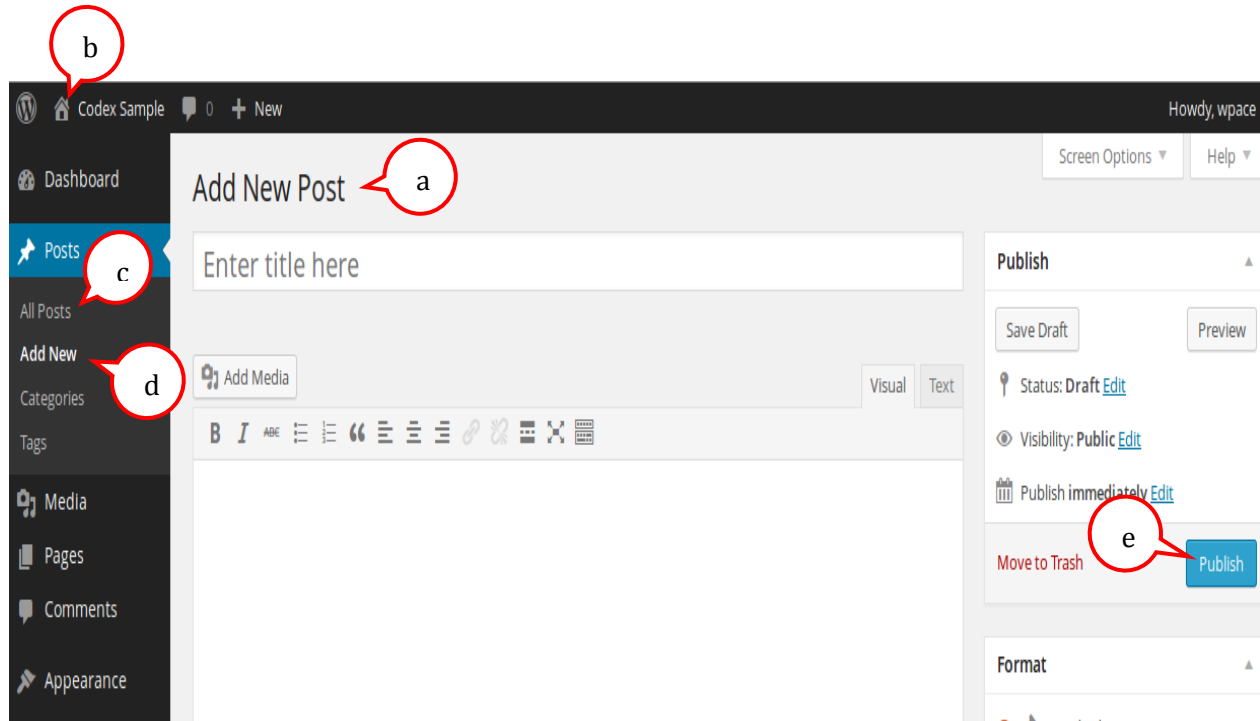 b
Codex Sample 0 + New Howdy, wpace
Screen Options Help
Dashboard
Add New Post a
Posts
Enter title here
c
All Posts
Add New
d
Categories
Tags
Add Media
Visual Text
B I ABC
Media
Pages
Comments
Appearance
Publish
Save Draft Preview
Status: Draft Edit
Visibility: Public Edit
Publish immediately Edit
e
Move to Trash Publish
Format